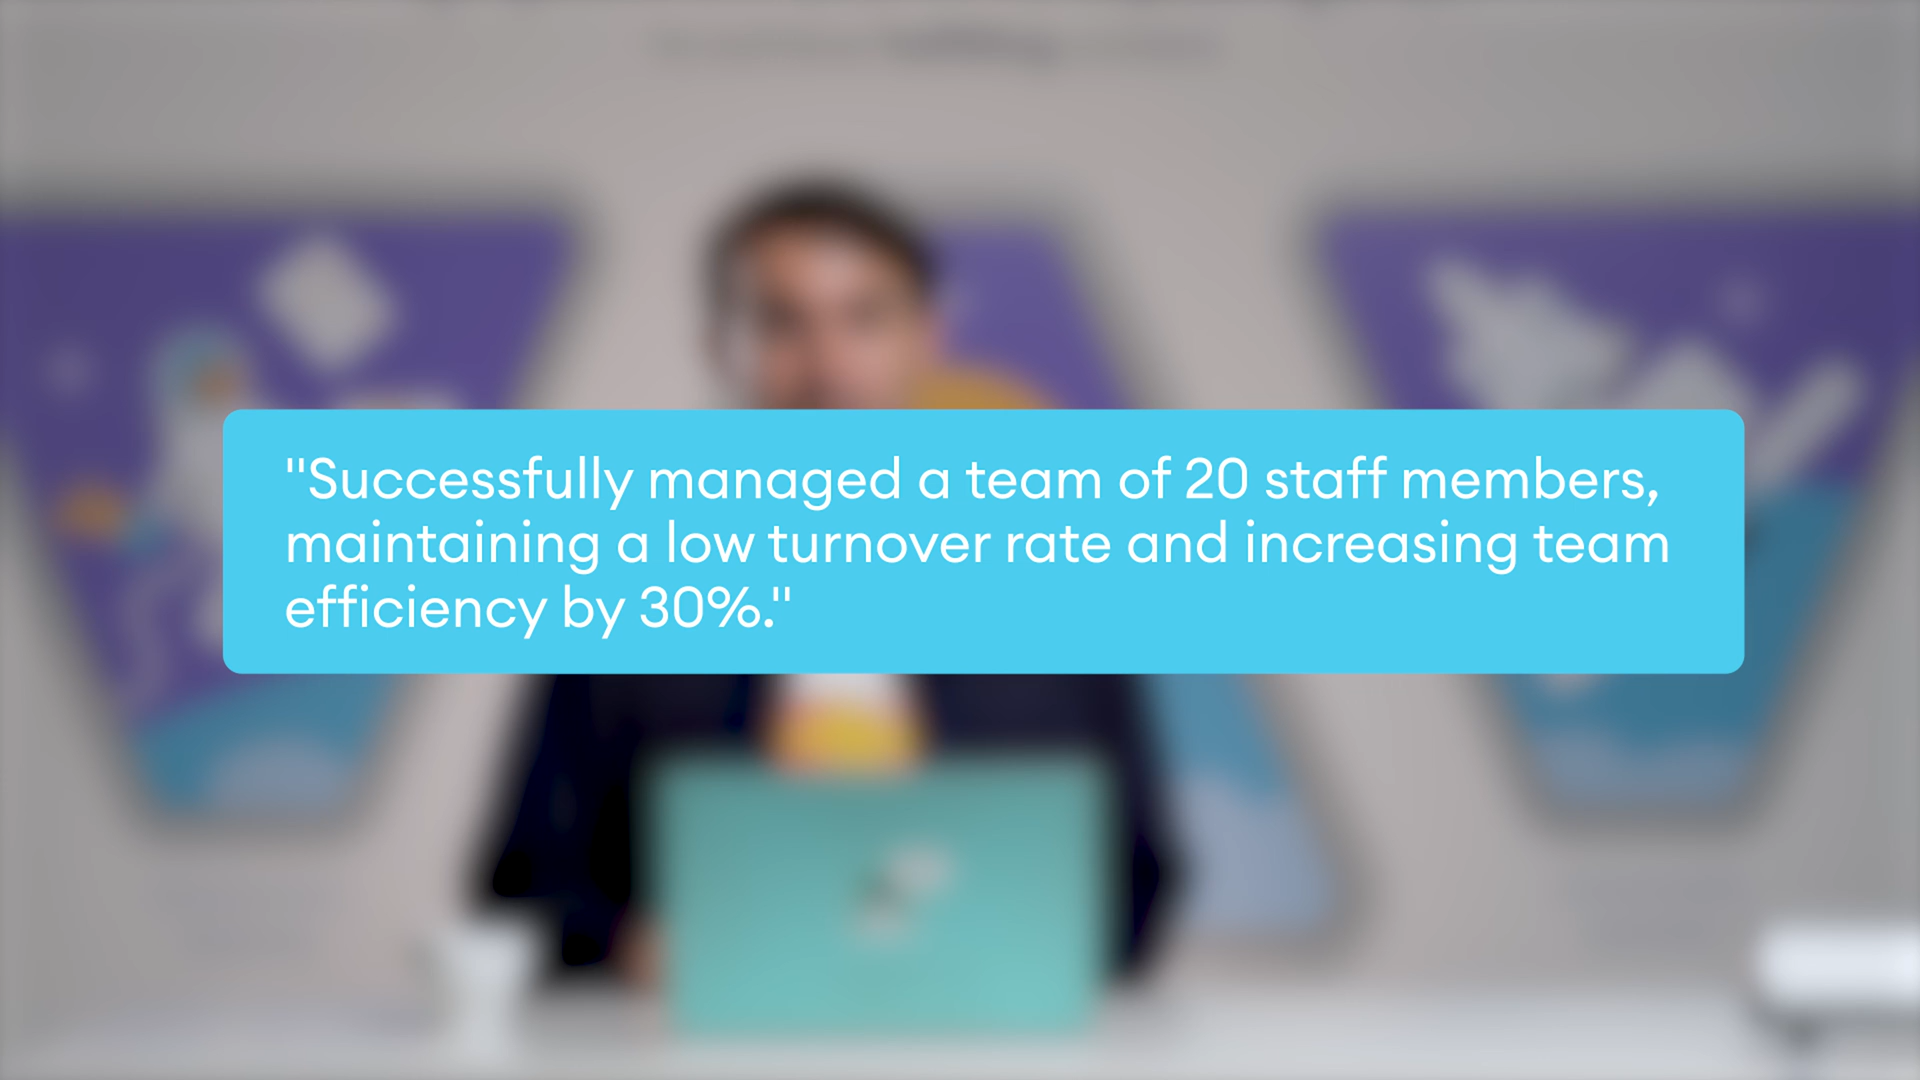 "Successfully managed a team of 20 staff members,
maintaining a low turnover rate and increasing team
efficiency by 30%."